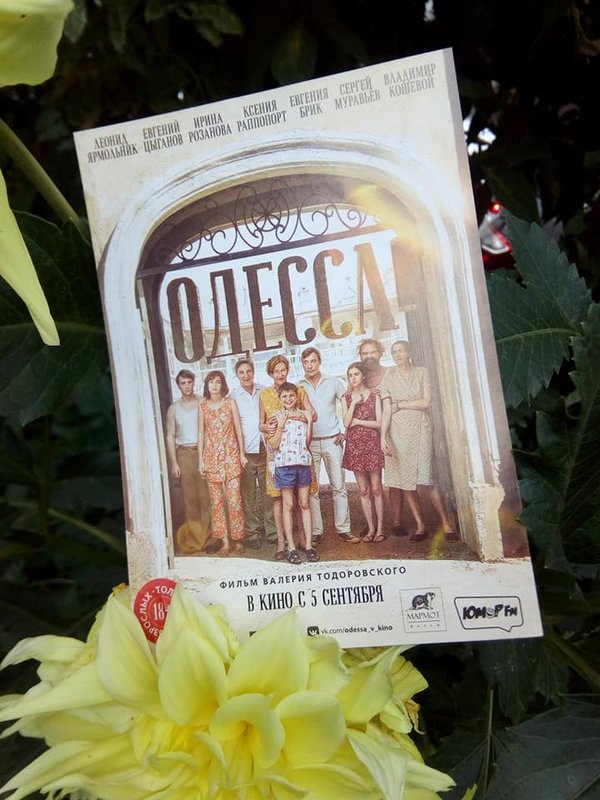 ЛЕОНИД ЕВГЕНИЙ ИРИНА КСЕНИЯ ЕВГЕНИЯ СЕРГЕЙ ВЛАДИМИР
ЯРМОЛЬНИК ЦЫГАНОВ РОЗАНОВА РАППОПОРТ БРИК МУРАВЬЁВ КОШЕВОЙ
ОДЕССА
ФИЛЬМ ВАЛЕРИЯ ТОДОРОВСКОГО
В КИНО С 5 СЕНТЯБРЯ
18+
vk.com/odessa_v_kino
МАРМОТ
ЮМОР FM